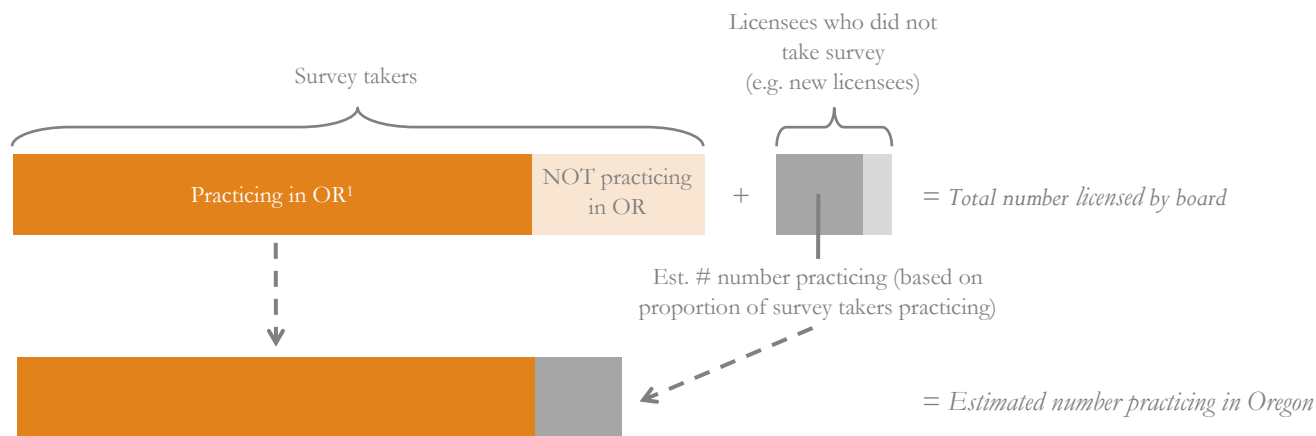 Licensees who did not
take survey
(e.g. new licensees)
Survey takers
Practicing in OR¹
NOT practicing
in OR
+
= Total number licensed by board
Est. # number practicing (based on
proportion of survey takers practicing)
= Estimated number practicing in Oregon